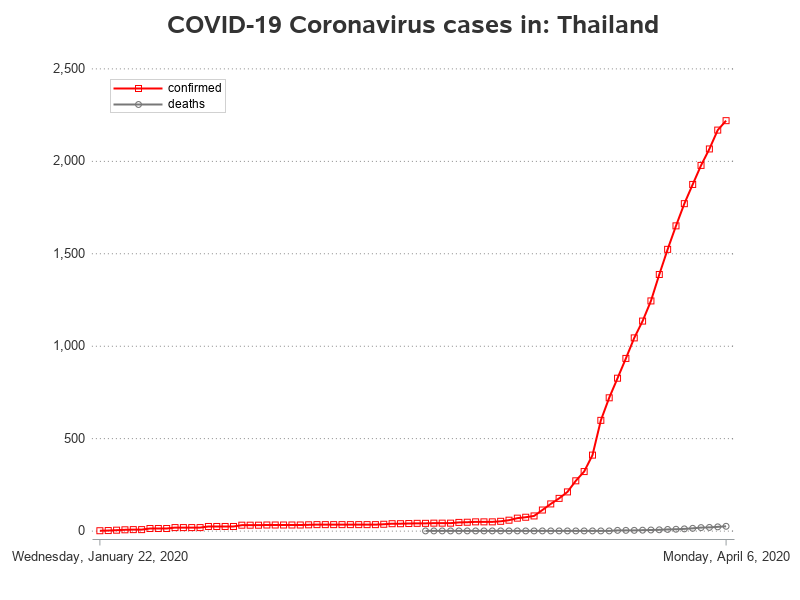 COVID-19 Coronavirus cases in: Thailand
2,500
confirmed
deaths
2,000
1,500
1,000
500
0
Wednesday, January 22, 2020
Monday, April 6, 2020